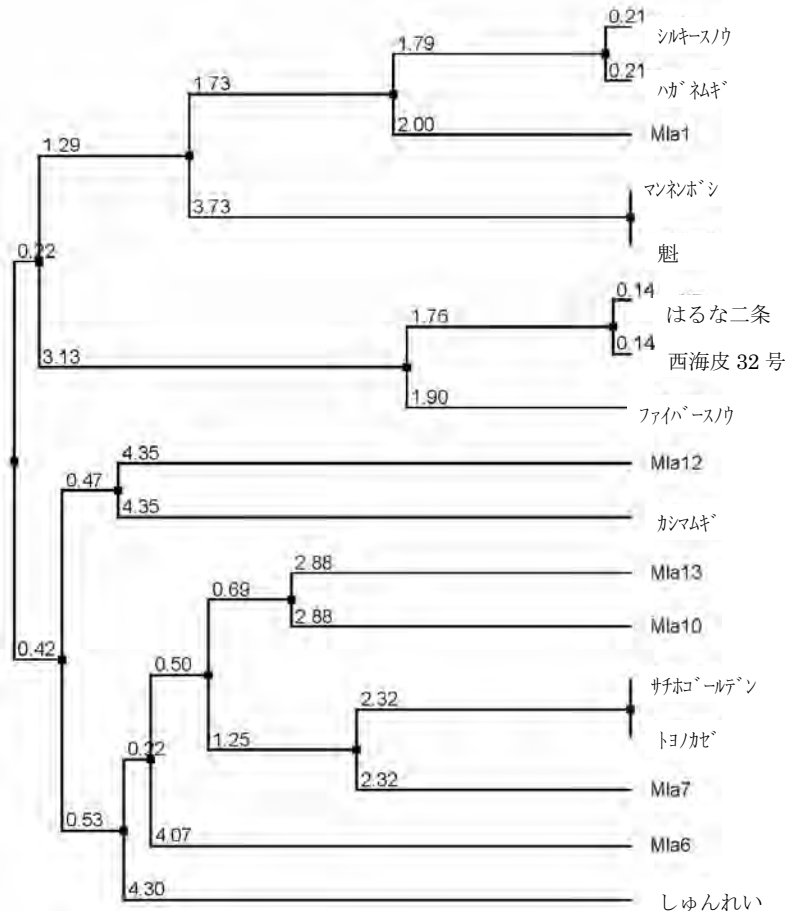 0.21
シルキースノウ
1.79
0.21
ハガネムギ
1.73
2.00
Mla1
1.29
マンネンボシ
3.73
魁
0.22
0.14
はるな二条
1.76
0.14
西海皮 32 号
3.13
1.90
ファイバースノウ
4.35
Mla12
0.47
4.35
カシマムギ
2.88
Mla13
0.69
2.88
Mla10
0.42
0.50
サチホゴールデン
2.32
トヨノカゼ
1.25
0.22
2.32
Mla7
0.53
4.07
Mla6
4.30
しゅんれい